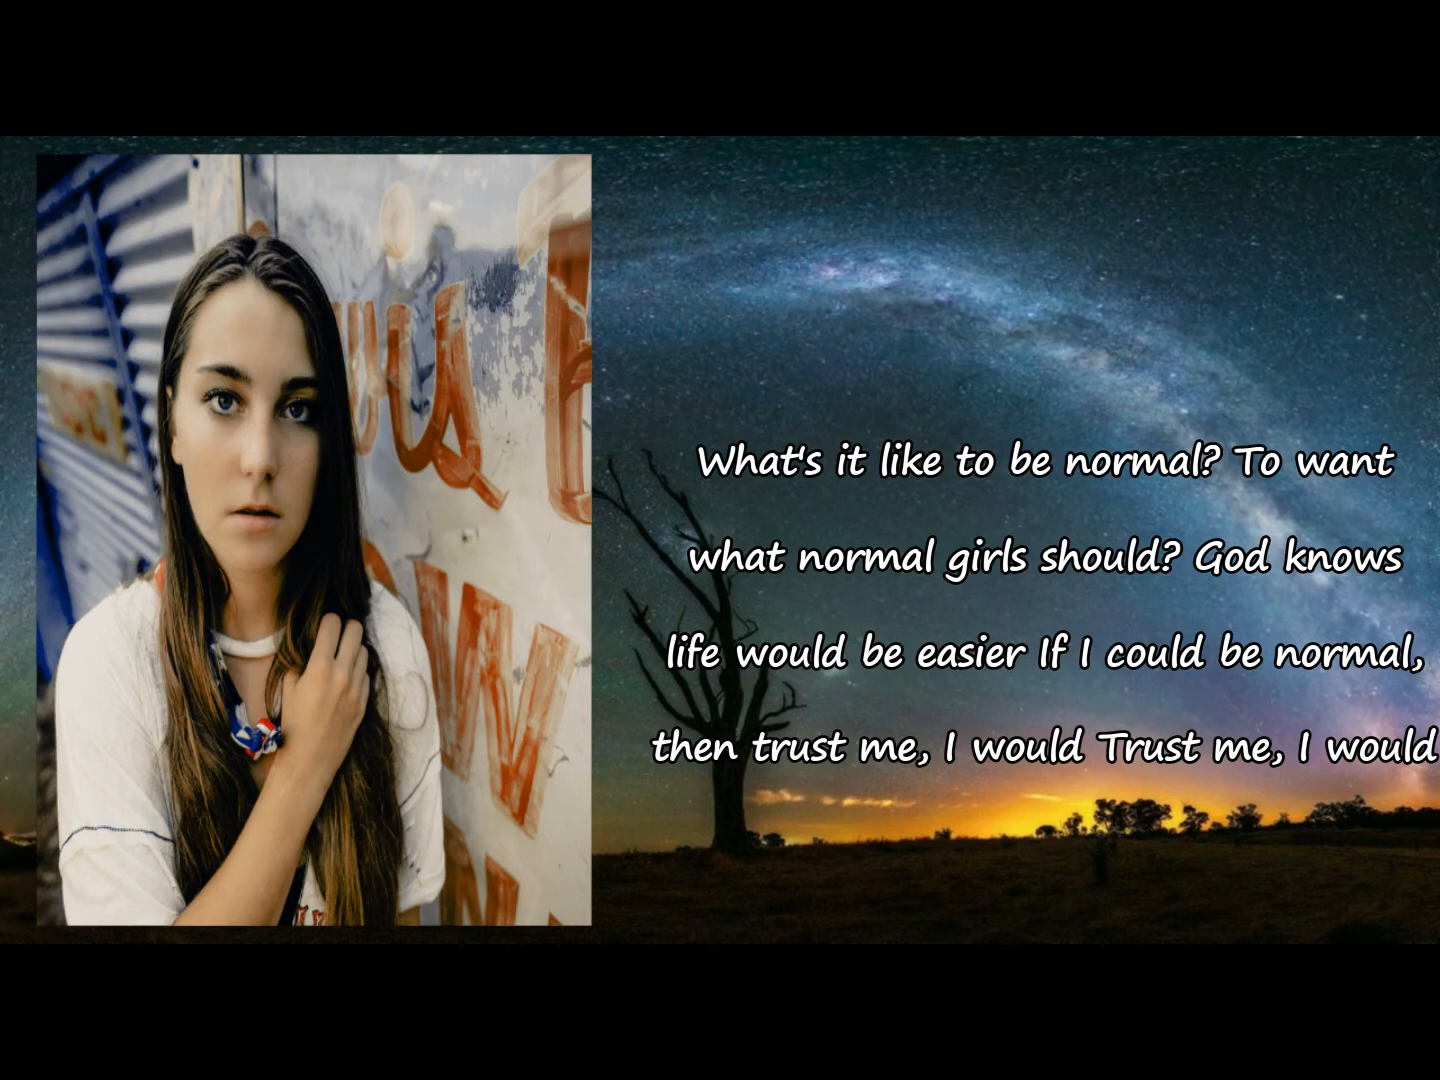 What's it like to be normal? To want
what normal girls should? God knows
life would be easier If I could be normal,
then trust me, I would Trust me, I would